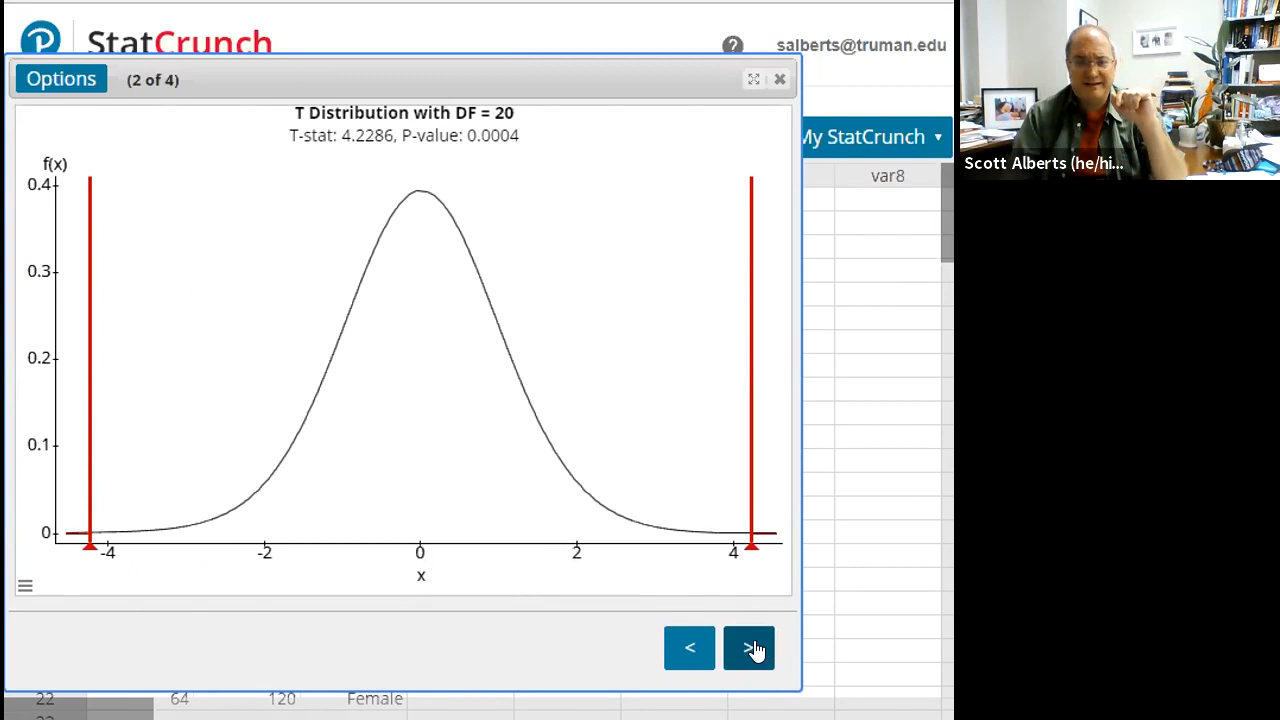 StatCrunch
salberts@truman.edu
Options
(2 of 4)
T Distribution with DF = 20
T-stat: 4.2286, P-value: 0.0004
My StatCrunch
var8
Scott Alberts (he/hi...
f(x)
0.4
0.3
0.2
0.1
0
-4 -2 0 2 4
x
< >
22 64 120 Female